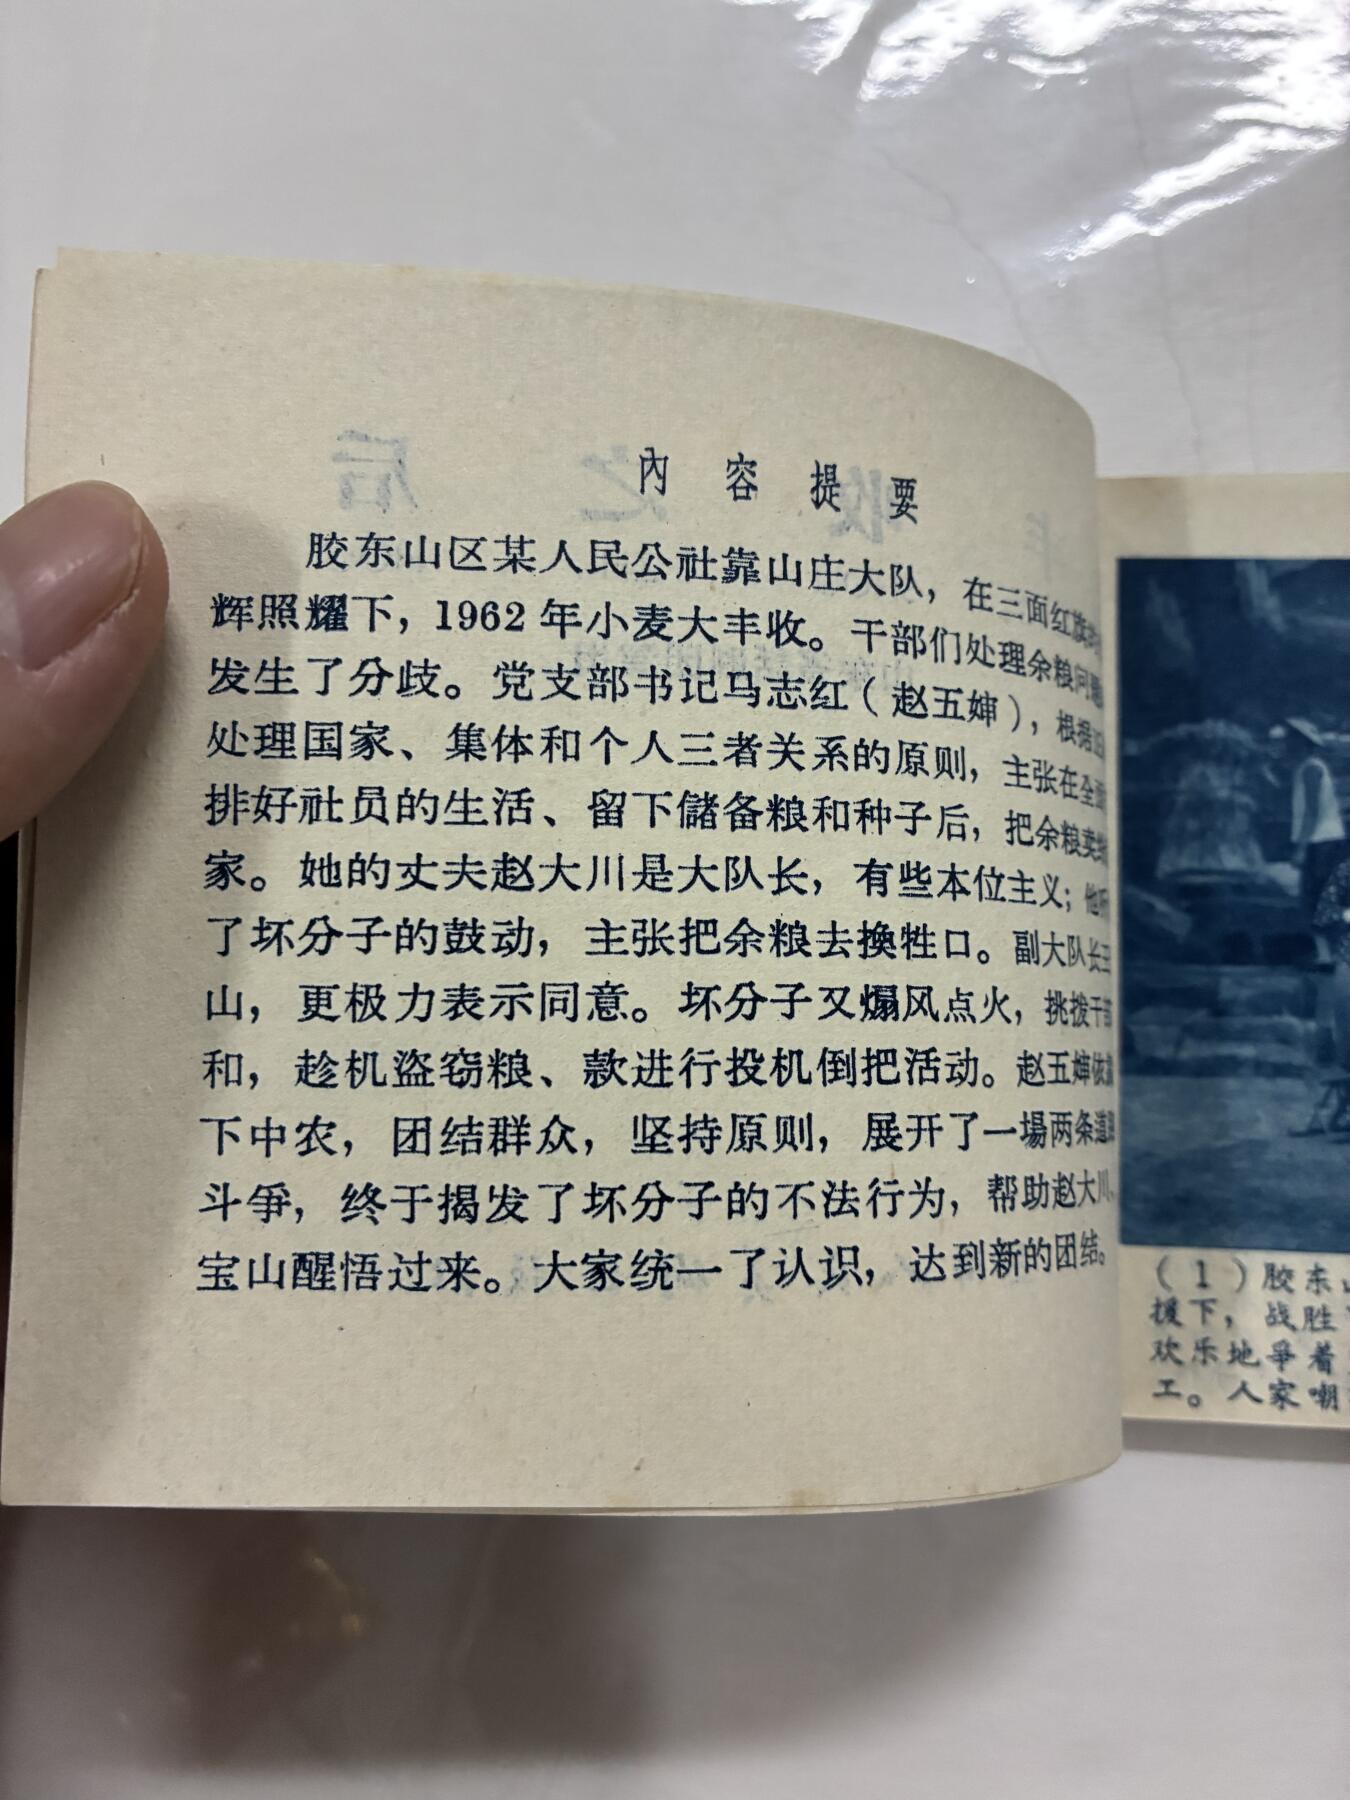 内容提要
胶东山区某人民公社靠山庄大队，在三面红旗
辉照耀下，1962年小麦大丰收。干部们处理余粮问题
发生了分歧。党支部书记马志红（赵五婶），根据
处理国家、集体和个人三者关系的原则，主张在全
排好社员的生活、留下儲备粮和种子后，把余粮卖给
家。她的丈夫赵大川是大队长，有些本位主义；他
了坏分子的鼓动，主张把余粮去换牲口。副大队长王
山，更极力表示同意。坏分子又煽风点火，挑拨干部
和，趁机盗窃粮、款进行投机倒把活动。赵五婶依
下中农，团结群众，坚持原则，展开了一場两条道路
斗爭，终于揭发了坏分子的不法行为，帮助赵大川、
宝山醒悟过来。大家统一了认识，达到新的团结。
（1）胶东山
援下，战胜
欢乐地爭着
工。人家嘲